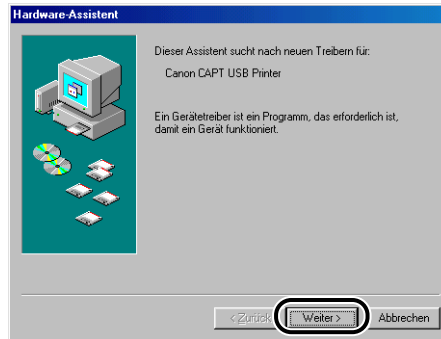 Hardware-Assistent
Dieser Assistent sucht nach neuen Treibern für:
Canon CAPT USB Printer
Ein Gerätetreiber ist ein Programm, das erforderlich ist,
damit ein Gerät funktioniert.
< Zurück Weiter > Abbrechen